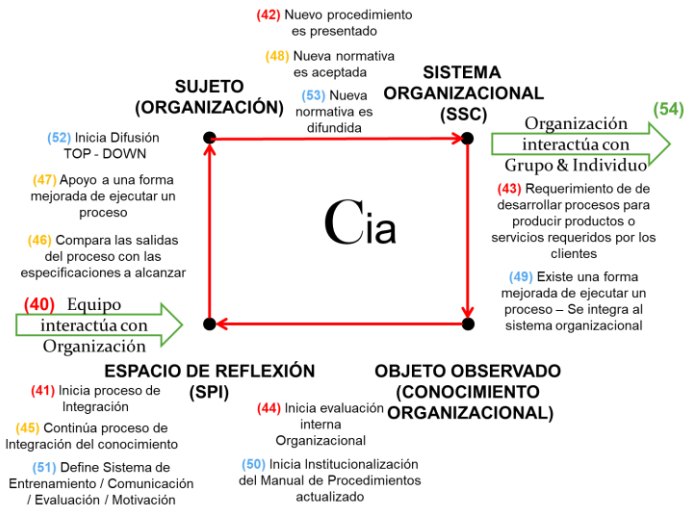 (42) Nuevo procedimiento
es presentado
(48) Nueva normativa
es aceptada
(53) Nueva
normativa es
difundida
SUJETO
(ORGANIZACIÓN)
SISTEMA
ORGANIZACIONAL
(SSC)
(54)
Organización
interactúa con
Grupo & Individuo
(52) Inicia Difusión
TOP - DOWN
(47) Apoyo a una forma
mejorada de ejecutar un
proceso
(46) Compara las salidas
del proceso con las
especificaciones a alcanzar
Cia
(43) Requerimiento de de
desarrollar procesos para
producir productos o
servicios requeridos por los
clientes
(49) Existe una forma
mejorada de ejecutar un
proceso – Se integra al
sistema organizacional
(40) Equipo
interactúa con
Organización
ESPACIO DE REFLEXIÓN
(SPI)
OBJETO OBSERVADO
(CONOCIMIENTO
ORGANIZACIONAL)
(41) Inicia proceso de
Integración
(45) Continúa proceso de
Integración del conocimiento
(51) Define Sistema de
Entrenamiento / Comunicación
/ Evaluación / Motivación
(44) Inicia evaluación
interna
Organizacional
(50) Inicia Institucionalización
del Manual de Procedimientos
actualizado